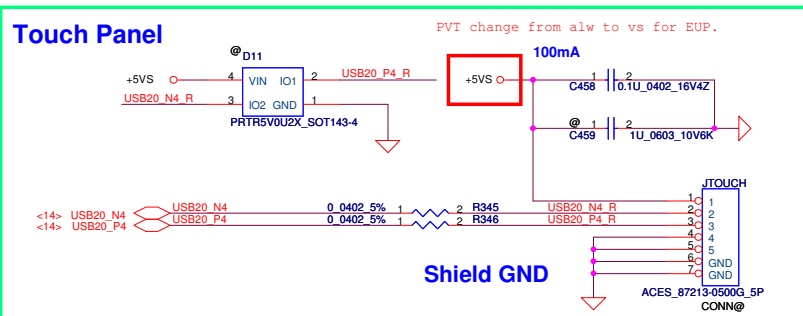 Touch Panel
PVT change from alw to vs for EUP.
@ D11
100mA
+5VS 4 VIN IO1 2 USB20_P4_R
USB20_N4_R 3 IO2 GND 1
PRTR5V0U2X_SOT143-4
+5VS
1 2
C458 0.1U_0402_16V4Z
@ 1 2
C459 1U_0603_10V6K
JTOUCH
1 1
<14> USB20_N4 USB20_N4 0_0402_5% 1 2 R345 USB20_N4_R 2 2
<14> USB20_P4 USB20_P4 0_0402_5% 1 2 R346 USB20_P4_R 3 3
4 4
5 5
6 GND
7 GND
Shield GND
ACES_87213-0500G_5P
CONN@